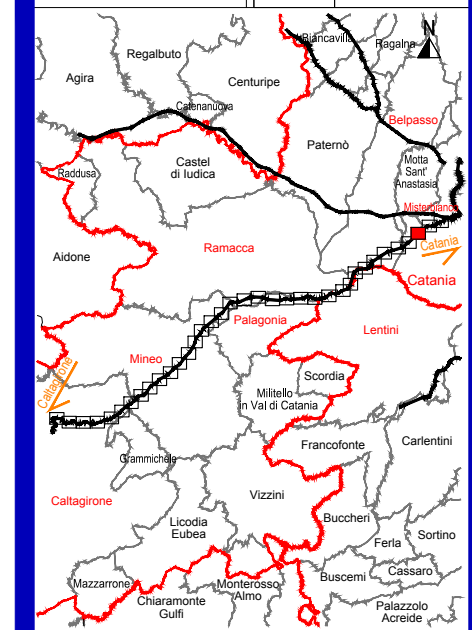 N
Biancavilla
Ragalna
Regalbuto
Agira
Centuripe
Catenanuova
Belpasso
Paternò
Motta
Sant'
Anastasia
Castel
di Iudica
Raddusa
Misterbianco
Catania
Ramacca
Aidone
Catania
Palagonia
Lentini
Mineo
Caltagirone
Scordia
Militello
in Val di Catania
Francofonte
Carlentini
Grammichele
Vizzini
Caltagirone
Licodia
Eubea
Buccheri
Ferla
Sortino
Cassaro
Buscemi
Mazzarrone
Monterosso
Almo
Chiaramonte
Gulfi
Palazzolo
Acreide